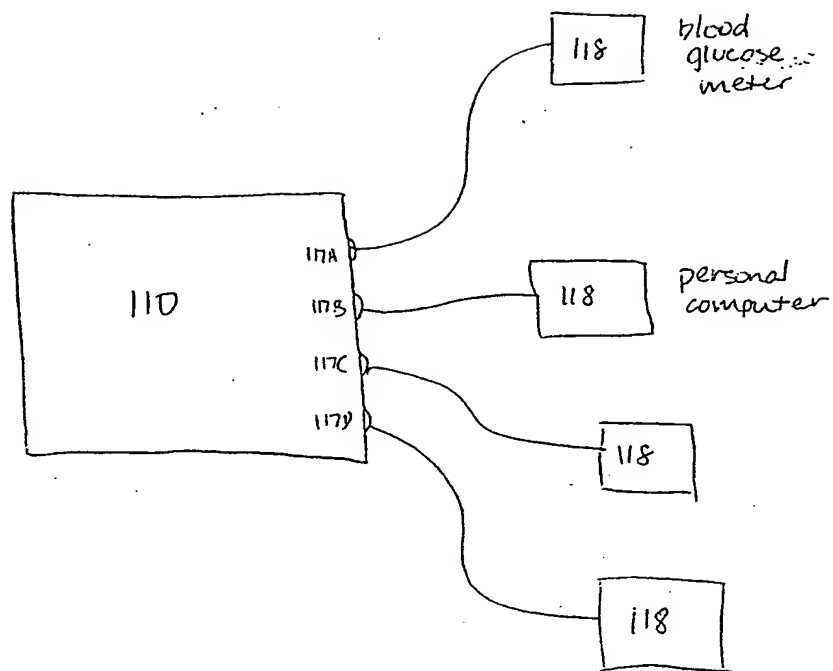 118
blood
glucose
meter
117A
110
117B
118
personal
computer
117C
117D
118
118